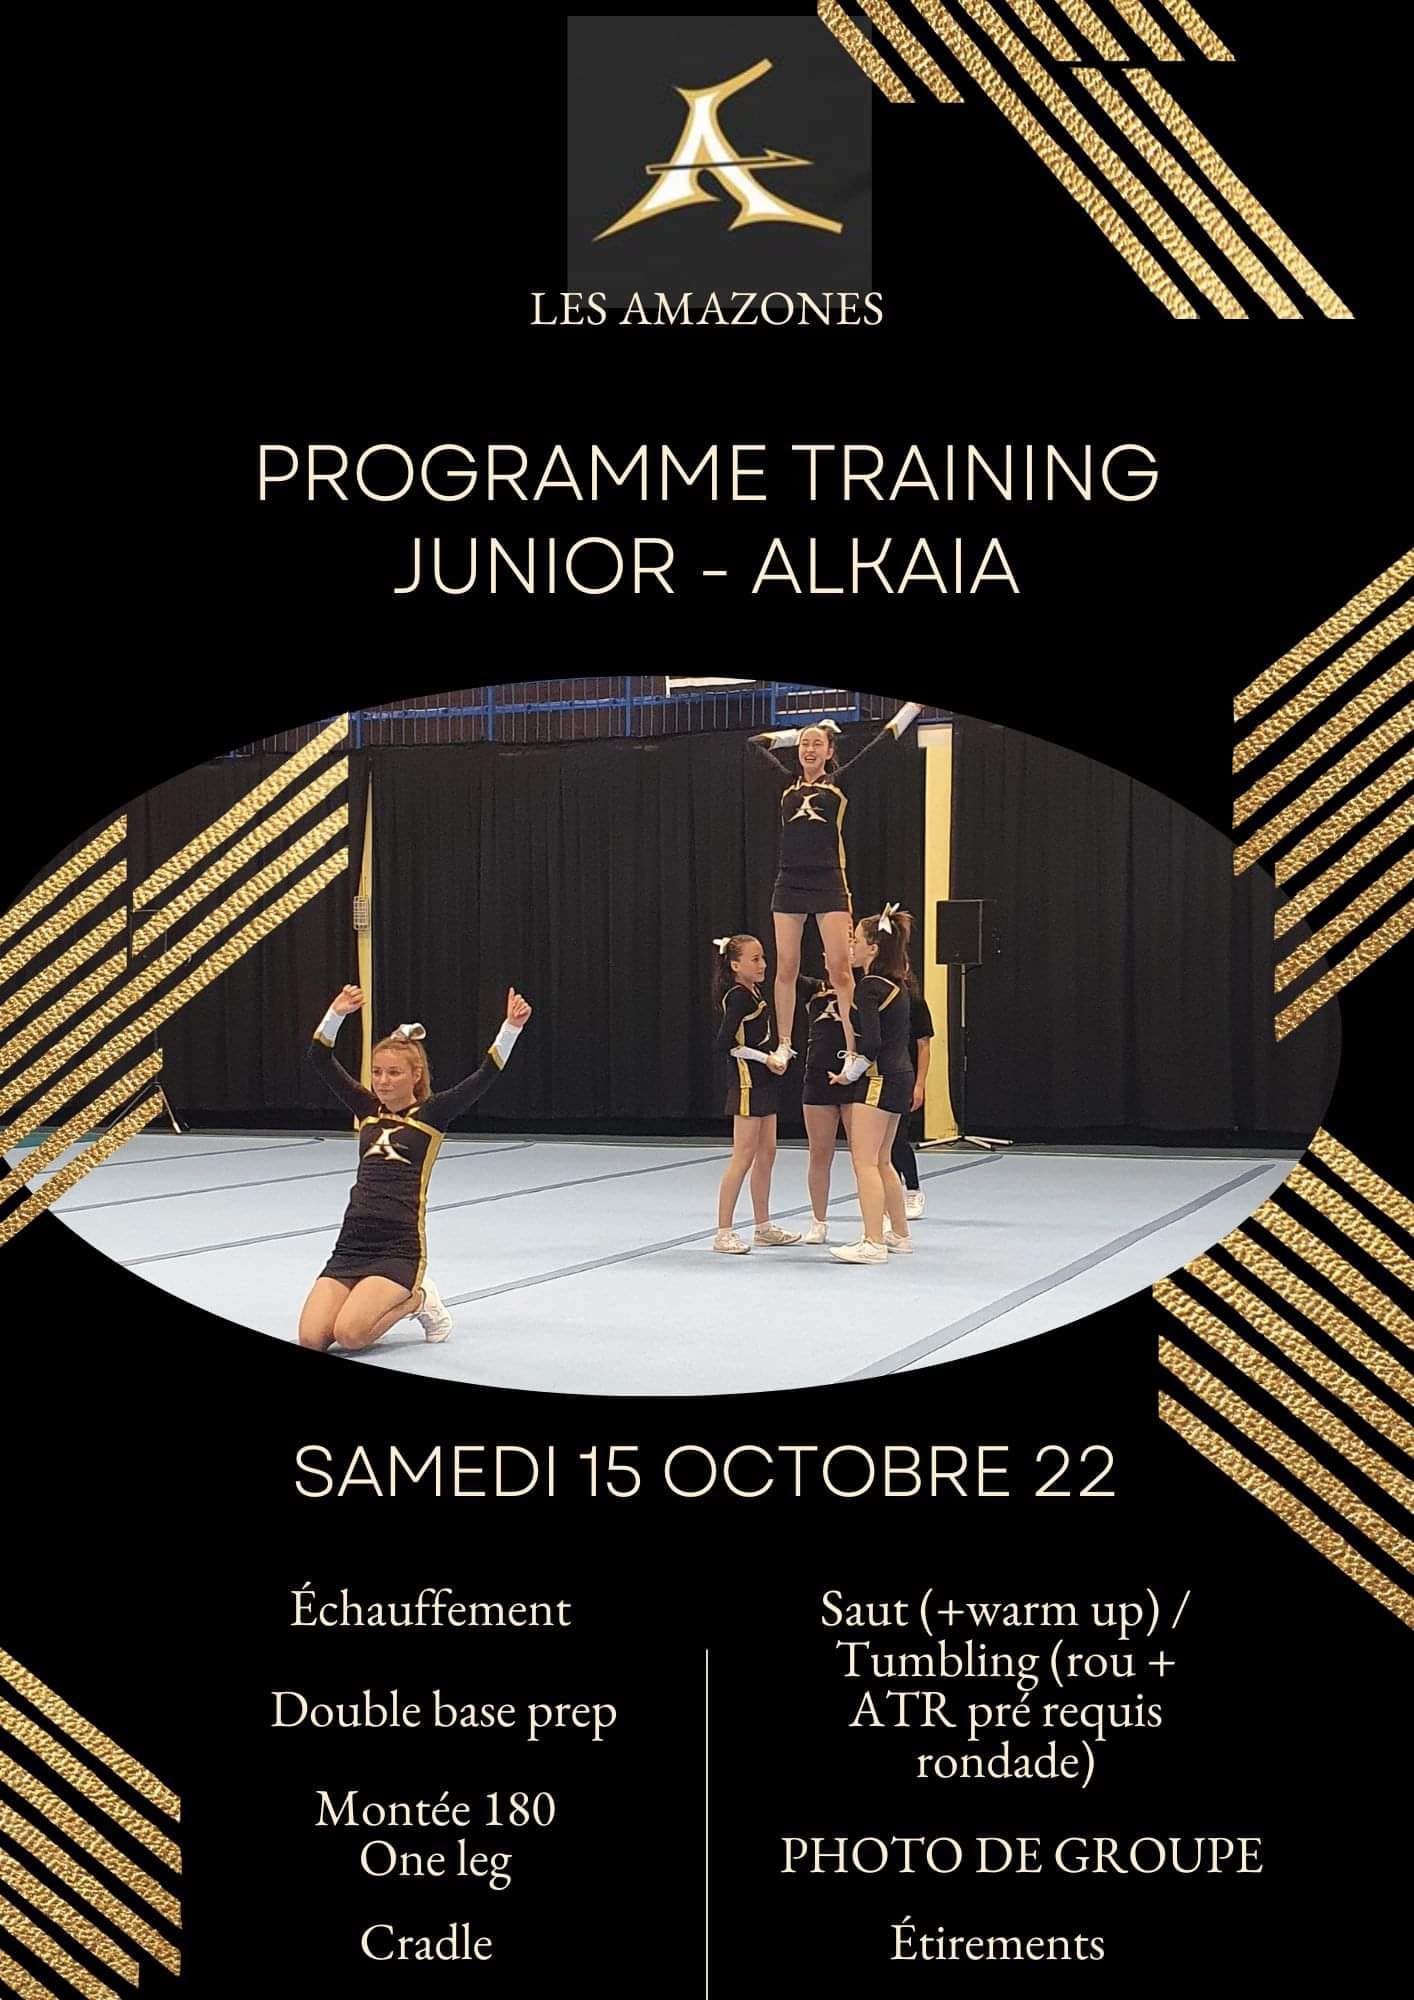 LES AMAZONES
PROGRAMME TRAINING
JUNIOR - ALKAIA
SAMEDI 15 OCTOBRE 22
Échauffement
Double base prep
Montée 180
One leg
Cradle
Saut (+warm up) /
Tumbling (rou +
ATR pré requis
rondade)
PHOTO DE GROUPE
Étirements